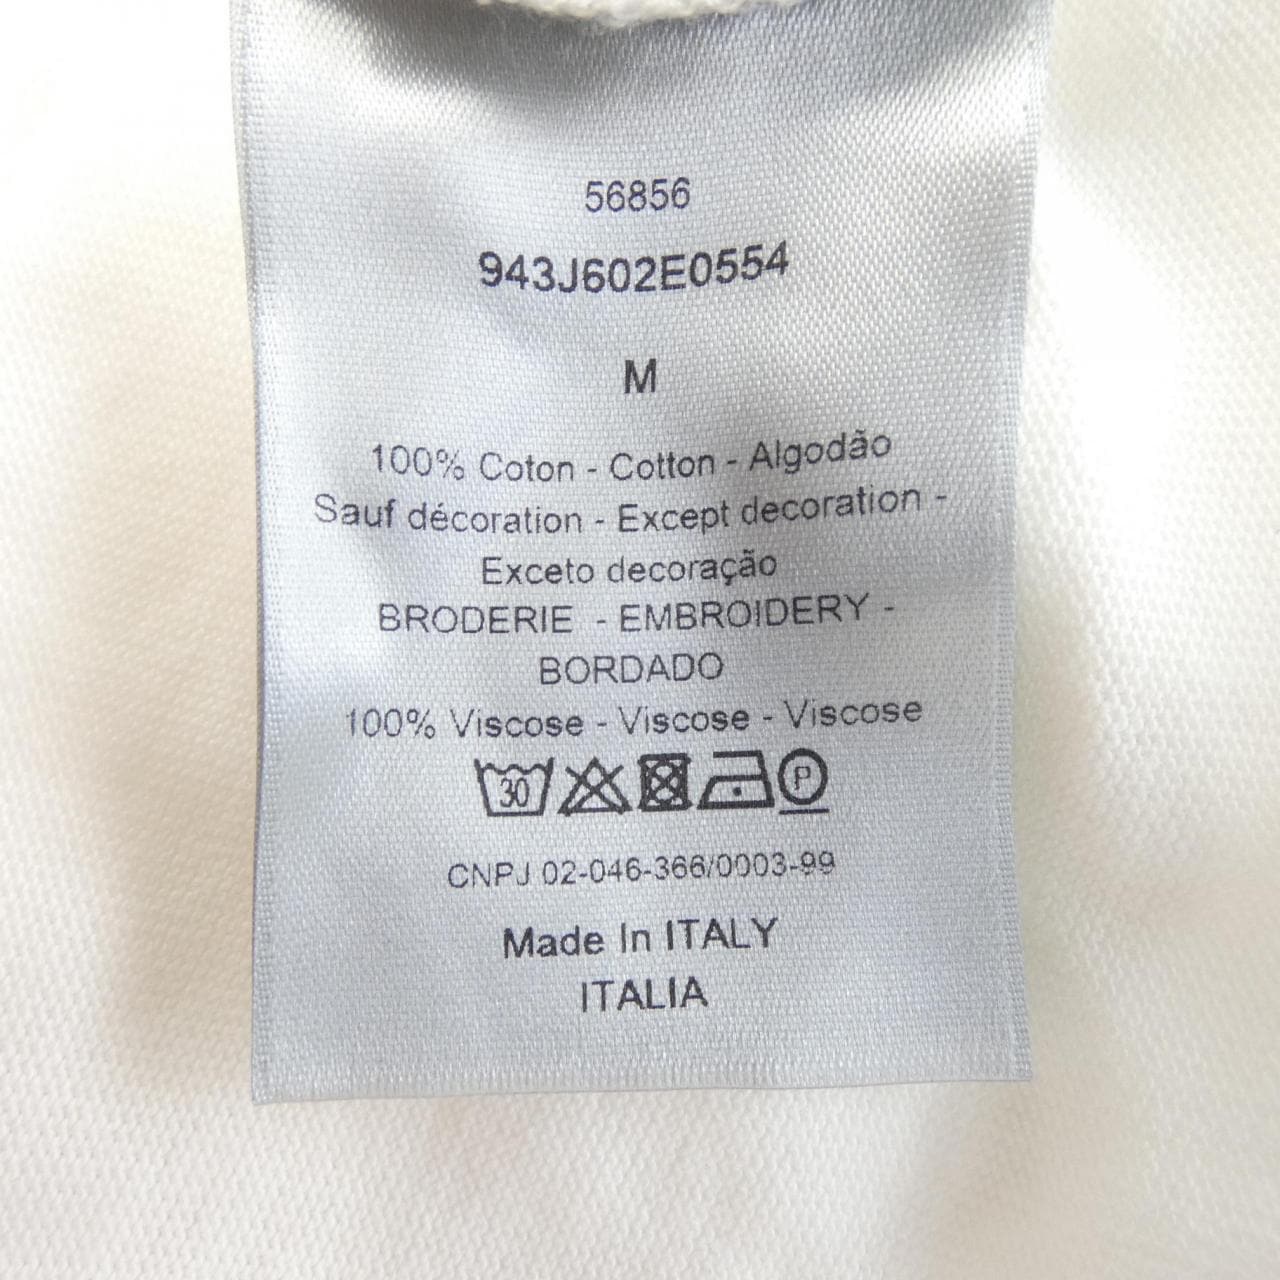 56856
943J602E0554
M
100% Coton - Cotton - Algodão
Sauf décoration - Except decoration -
Exceto decoração
BRODERIE - EMBROIDERY -
BORDADO
100% Viscose - Viscose - Viscose
30 P
CNPJ 02-046-366/0003-99
Made In ITALY
ITALIA